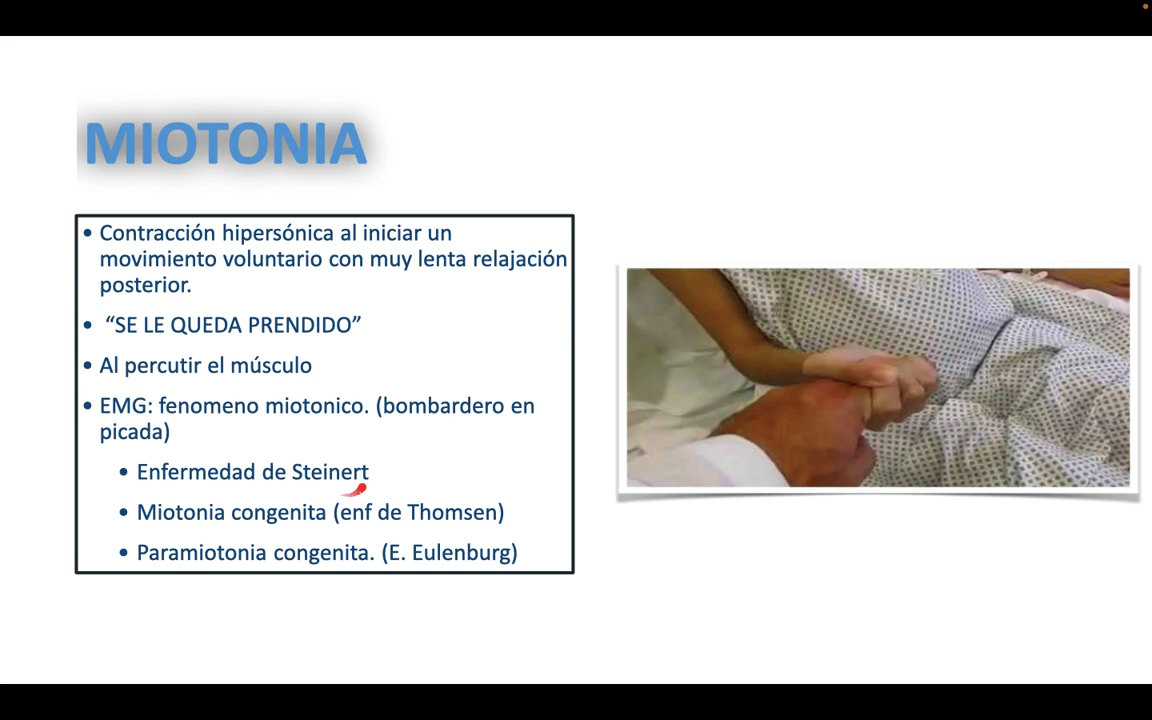 MIOTONIA
• Contracción hipersónica al iniciar un
movimiento voluntario con muy lenta relajación
posterior.
• “SE LE QUEDA PRENDIDO”
• Al percutir el músculo
• EMG: fenomeno miotonico. (bombardero en
picada)
• Enfermedad de Steinert
• Miotonia congenita (enf de Thomsen)
• Paramiotonia congenita. (E. Eulenburg)